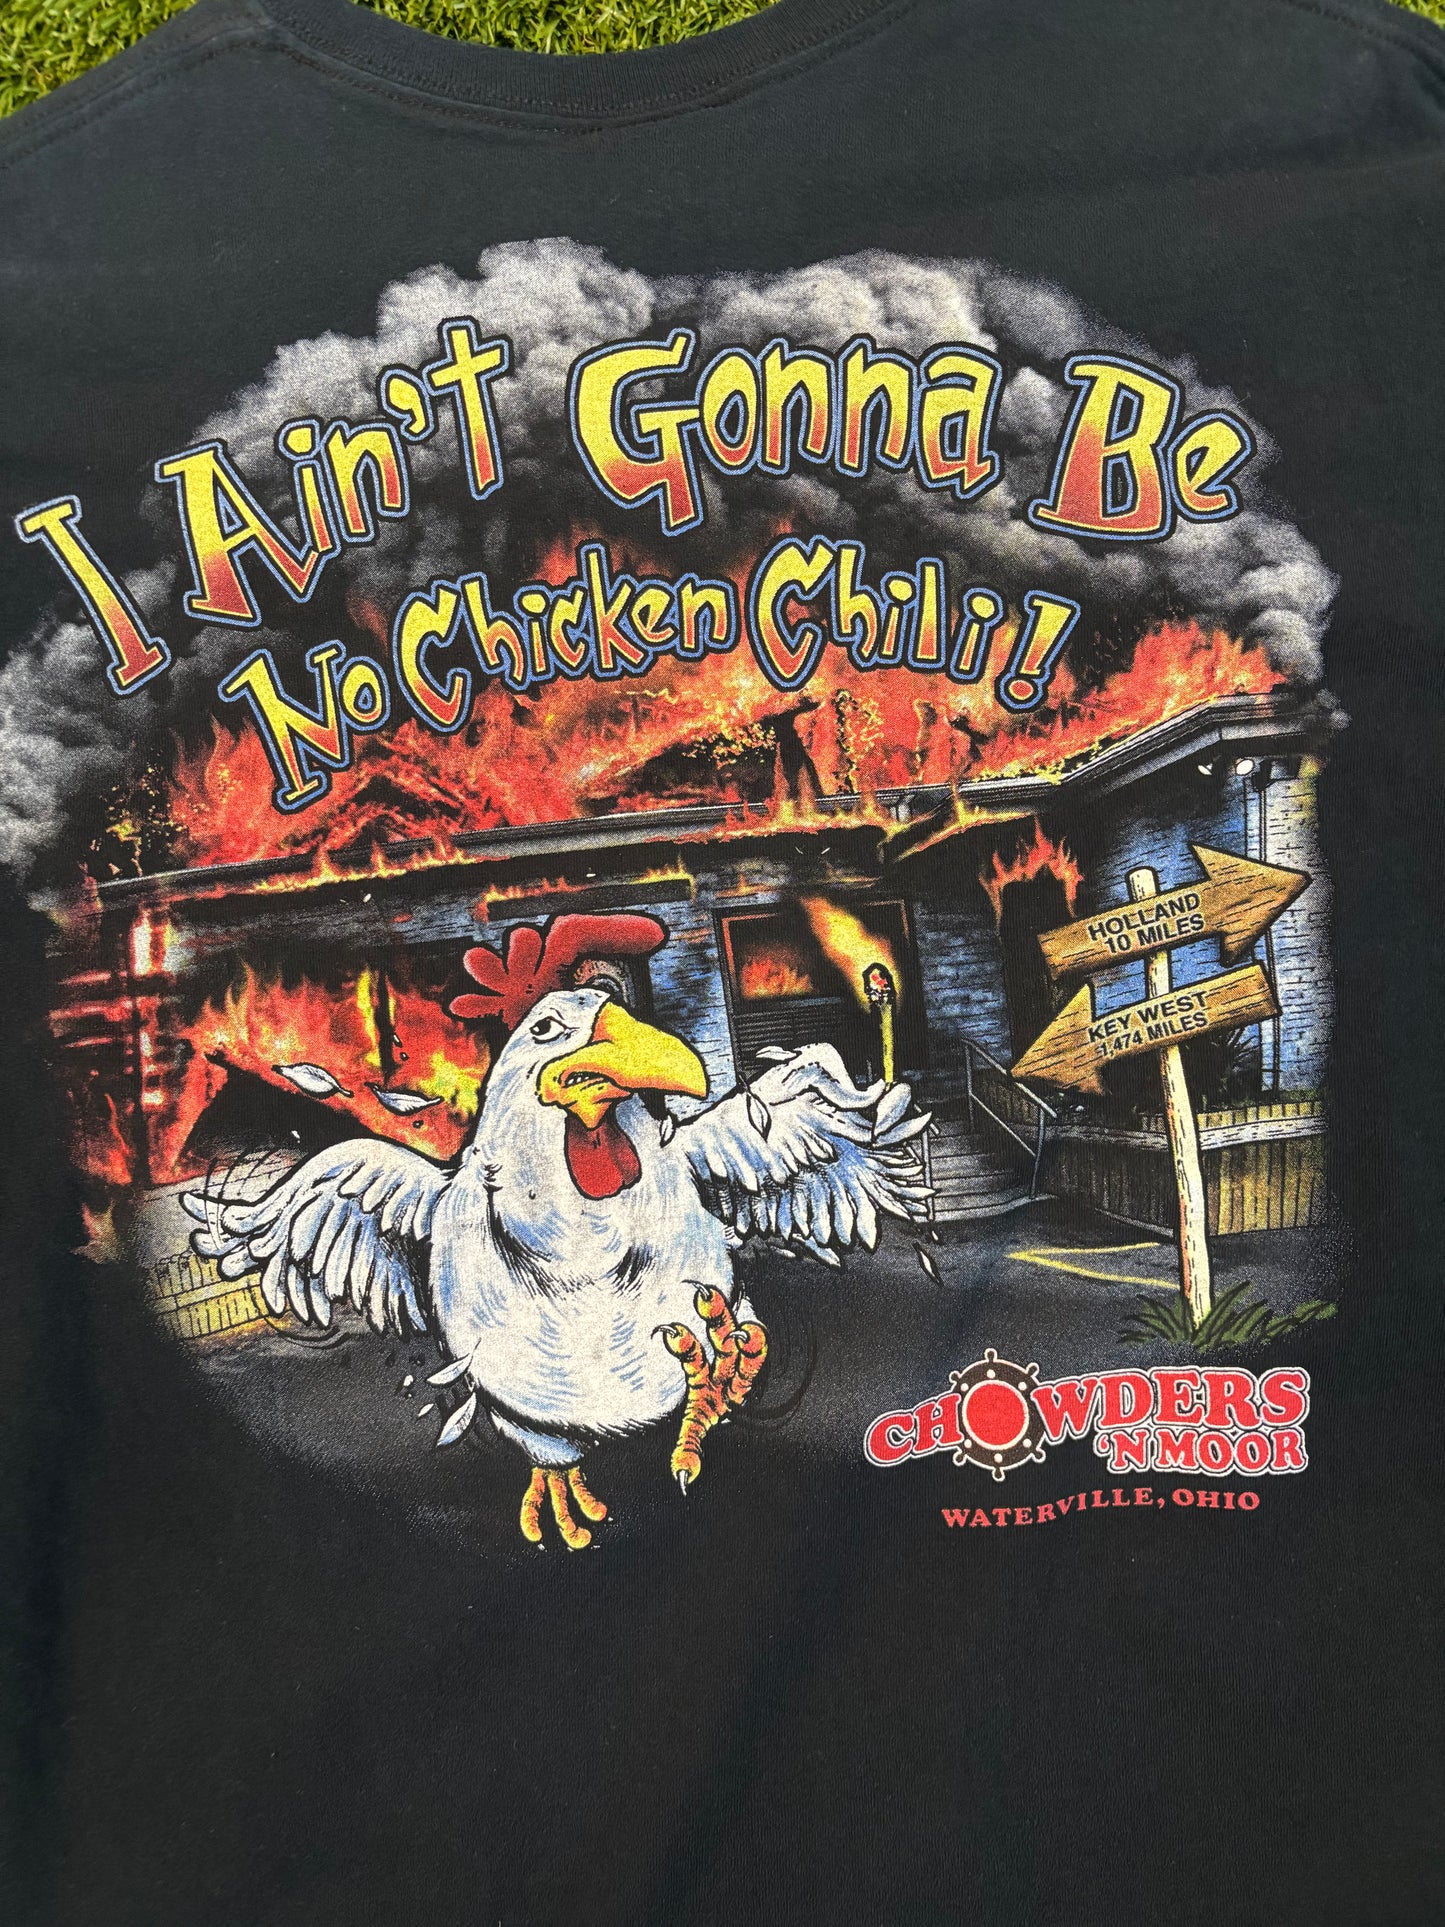 I Ain't Gonna Be
No Chicken Chili!
HOLLAND
10 MILES
KEY WEST
1,474 MILES
CHOWDERS
'N MOOR
WATERVILLE, OHIO